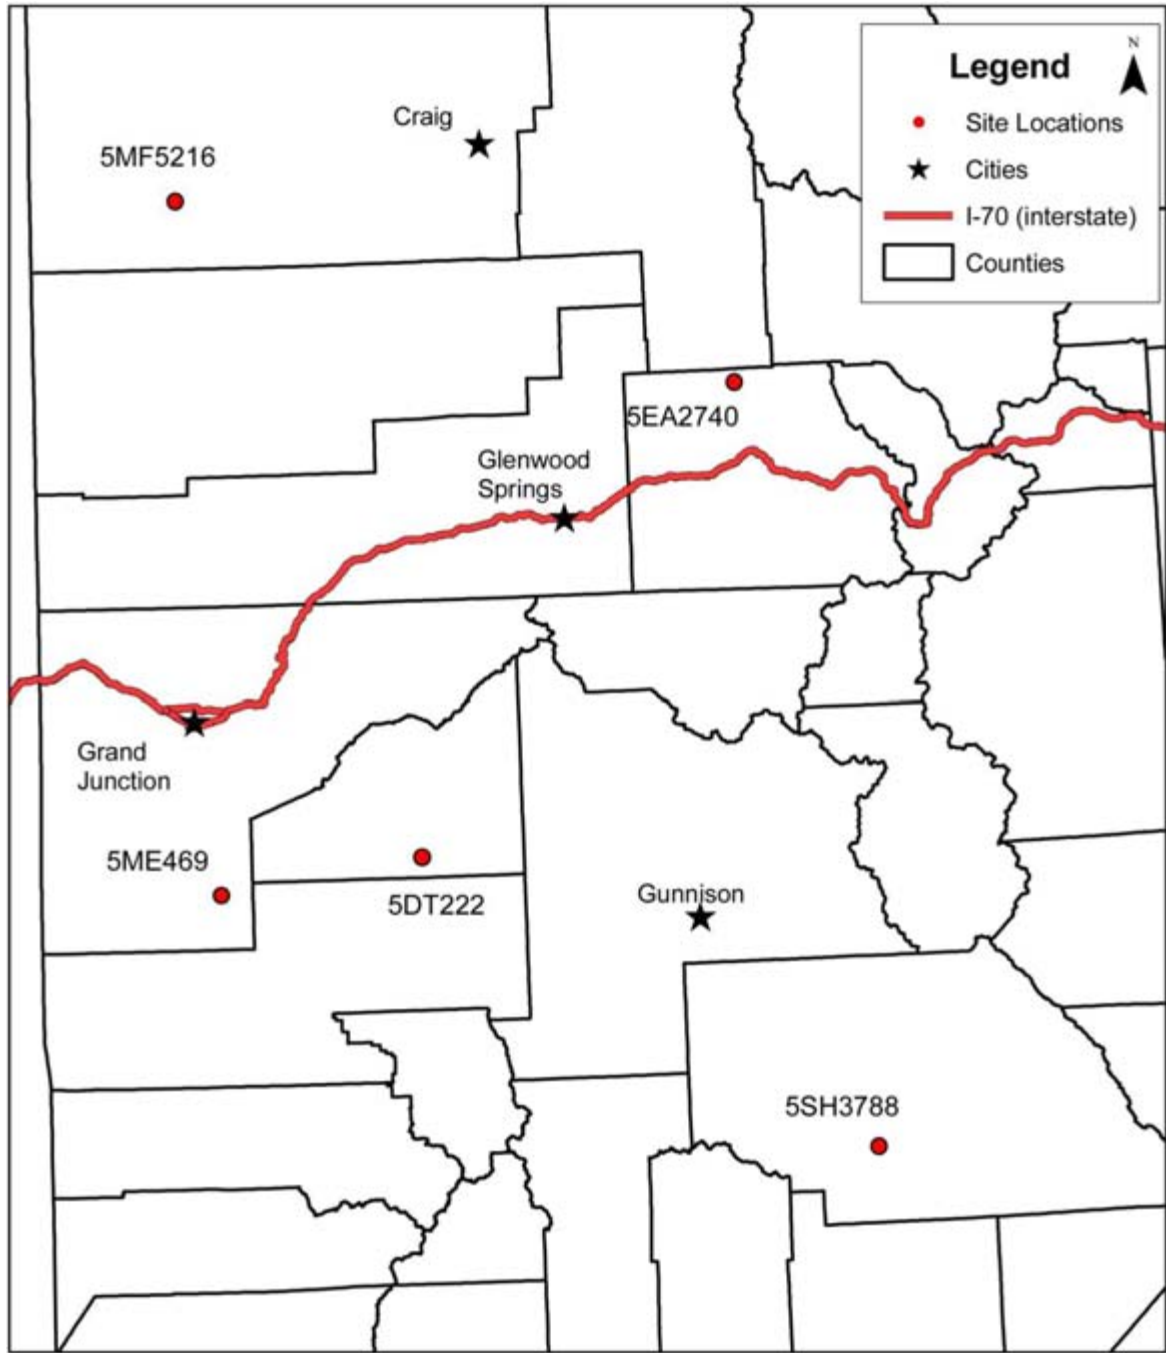 N
Legend
Site Locations
Cities
I-70 (interstate)
Counties
Craig
5MF5216
5EA2740
Glenwood
Springs
Grand
Junction
5ME469
5DT222
Gunnison
5SH3788